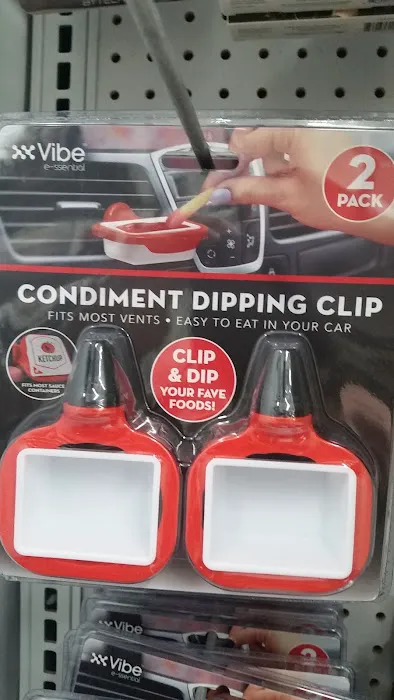 Vibe
e-ssential
2
PACK
CONDIMENT DIPPING CLIP
FITS MOST VENTS • EASY TO EAT IN YOUR CAR
KETCHUP
FITS MOST SAUCE
CONTAINERS
CLIP
& DIP
YOUR FAVE
FOODS!
Vibe
Vibe
e-ssential